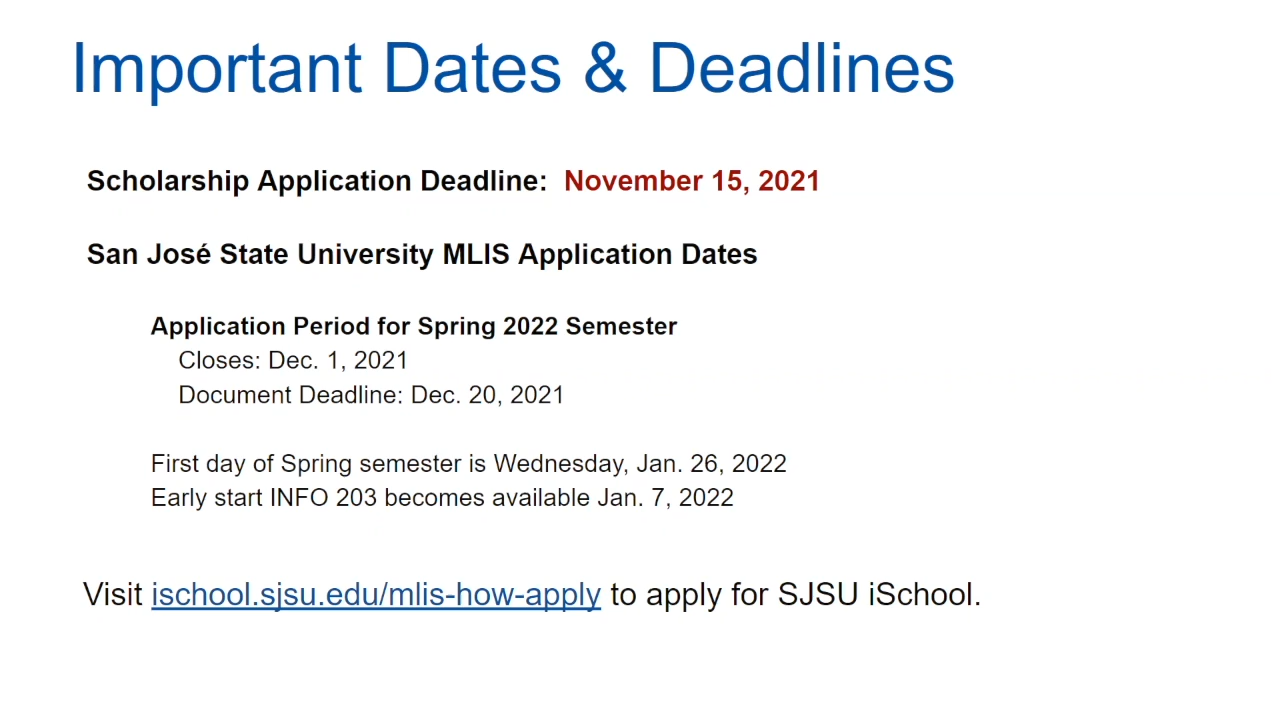 Important Dates & Deadlines
Scholarship Application Deadline: November 15, 2021
San José State University MLIS Application Dates
Application Period for Spring 2022 Semester
Closes: Dec. 1, 2021
Document Deadline: Dec. 20, 2021
First day of Spring semester is Wednesday, Jan. 26, 2022
Early start INFO 203 becomes available Jan. 7, 2022
Visit ischool.sjsu.edu/mlis-how-apply to apply for SJSU iSchool.